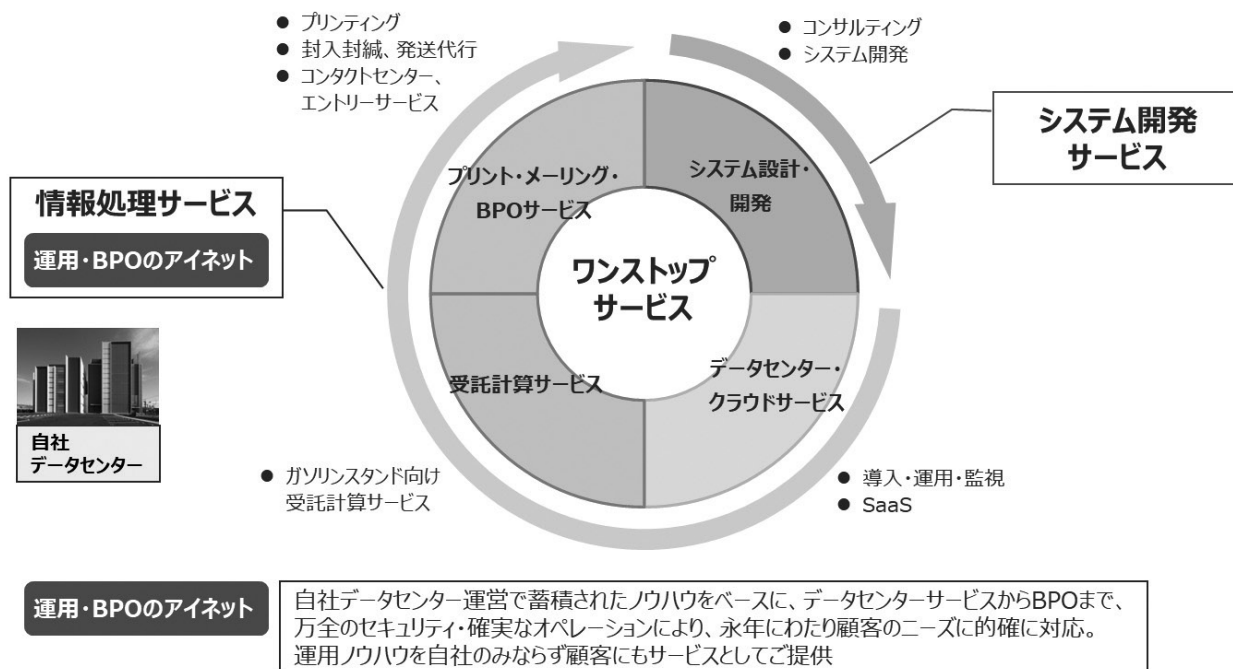 ● プリンティング
● 封入封緘、発送代行
● コンタクトセンター、
エントリーサービス
● コンサルティング
● システム開発
システム開発
サービス
情報処理サービス
運用・BPOのアイネット
プリント・メーリング・
BPOサービス
システム設計・
開発
ワンストップ
サービス
受託計算サービス
データセンター・
クラウドサービス
自社
データセンター
● ガソリンスタンド向け
受託計算サービス
● 導入・運用・監視
● SaaS
運用・BPOのアイネット
自社データセンター運営で蓄積されたノウハウをベースに、データセンターサービスからBPOまで、
万全のセキュリティ・確実なオペレーションにより、永年にわたり顧客のニーズに的確に対応。
運用ノウハウを自社のみならず顧客にもサービスとしてご提供